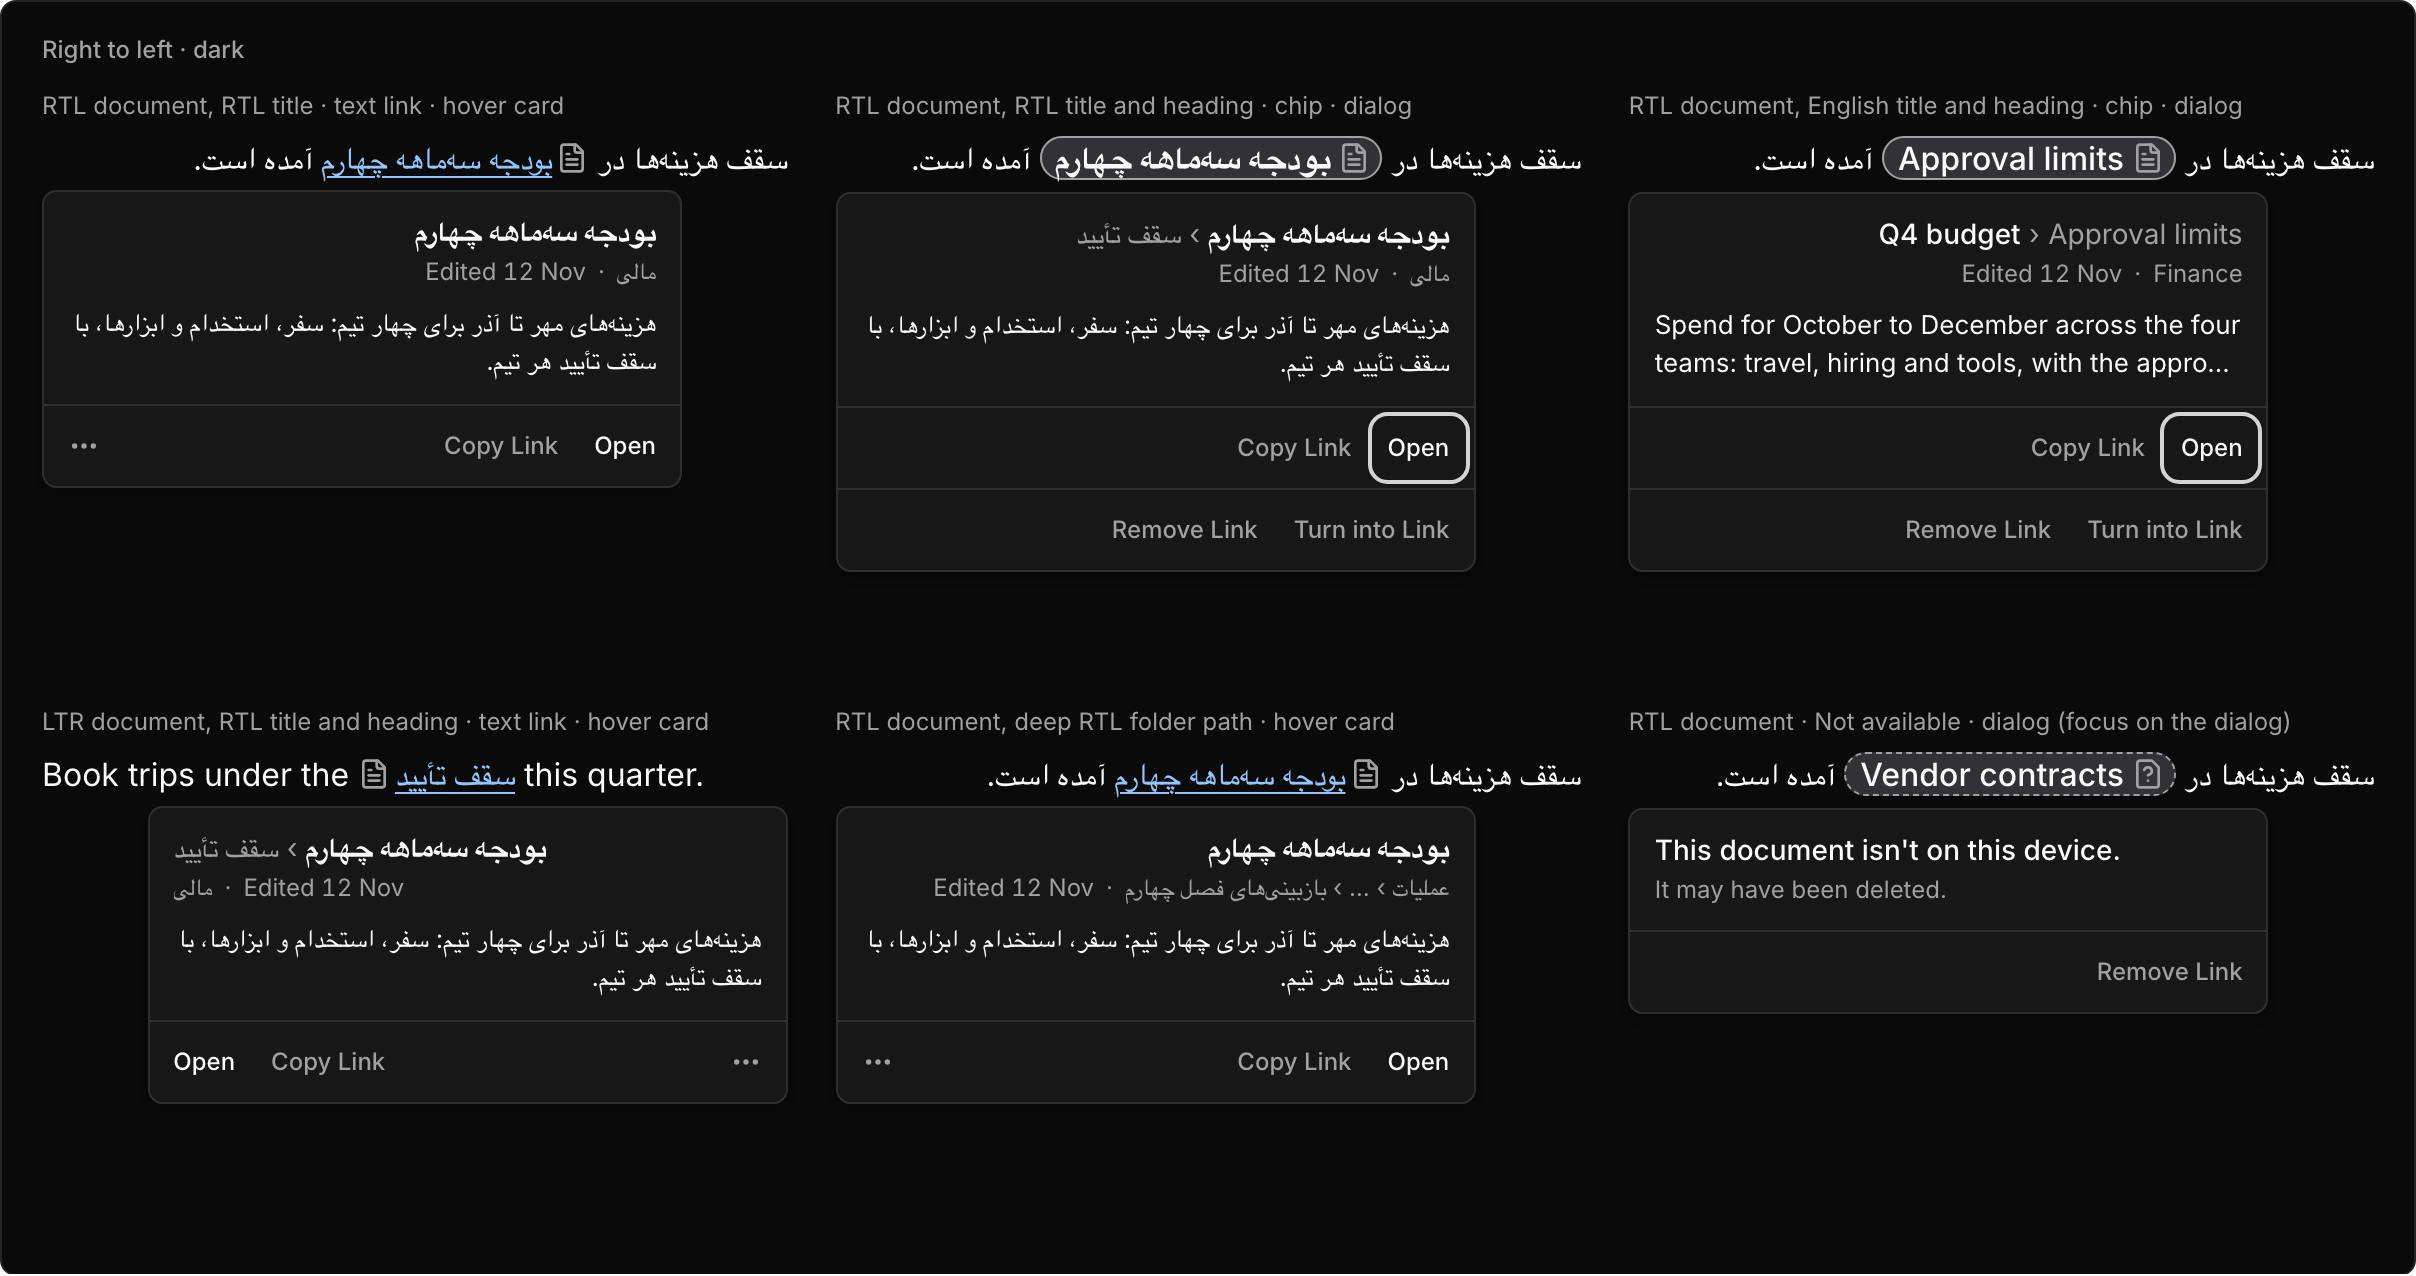 Right to left · dark
RTL document, RTL title · text link · hover card
سقف هزینه‌ها در بودجه سه‌ماهه چهارم آمده است.
بودجه سه‌ماهه چهارم
مالی · Edited 12 Nov
هزینه‌های مهر تا آذر برای چهار تیم: سفر، استخدام و ابزارها، با
سقف تأیید هر تیم.
Open Copy Link ···
RTL document, RTL title and heading · chip · dialog
سقف هزینه‌ها در بودجه سه‌ماهه چهارم آمده است.
بودجه سه‌ماهه چهارم › سقف تأیید
مالی · Edited 12 Nov
هزینه‌های مهر تا آذر برای چهار تیم: سفر، استخدام و ابزارها، با
سقف تأیید هر تیم.
Open Copy Link
Turn into Link Remove Link
RTL document, English title and heading · chip · dialog
سقف هزینه‌ها در Approval limits آمده است.
Q4 budget › Approval limits
Finance · Edited 12 Nov
Spend for October to December across the four
teams: travel, hiring and tools, with the appro...
Open Copy Link
Turn into Link Remove Link
LTR document, RTL title and heading · text link · hover card
Book trips under the سقف تأیید this quarter.
بودجه سه‌ماهه چهارم › سقف تأیید
مالی · Edited 12 Nov
هزینه‌های مهر تا آذر برای چهار تیم: سفر، استخدام و ابزارها، با
سقف تأیید هر تیم.
Open Copy Link ···
RTL document, deep RTL folder path · hover card
سقف هزینه‌ها در بودجه سه‌ماهه چهارم آمده است.
بودجه سه‌ماهه چهارم
عملیات › ... › بازبینی‌های فصل چهارم · Edited 12 Nov
هزینه‌های مهر تا آذر برای چهار تیم: سفر، استخدام و ابزارها، با
سقف تأیید هر تیم.
Open Copy Link ···
RTL document · Not available · dialog (focus on the dialog)
سقف هزینه‌ها در Vendor contracts آمده است.
This document isn't on this device.
It may have been deleted.
Remove Link